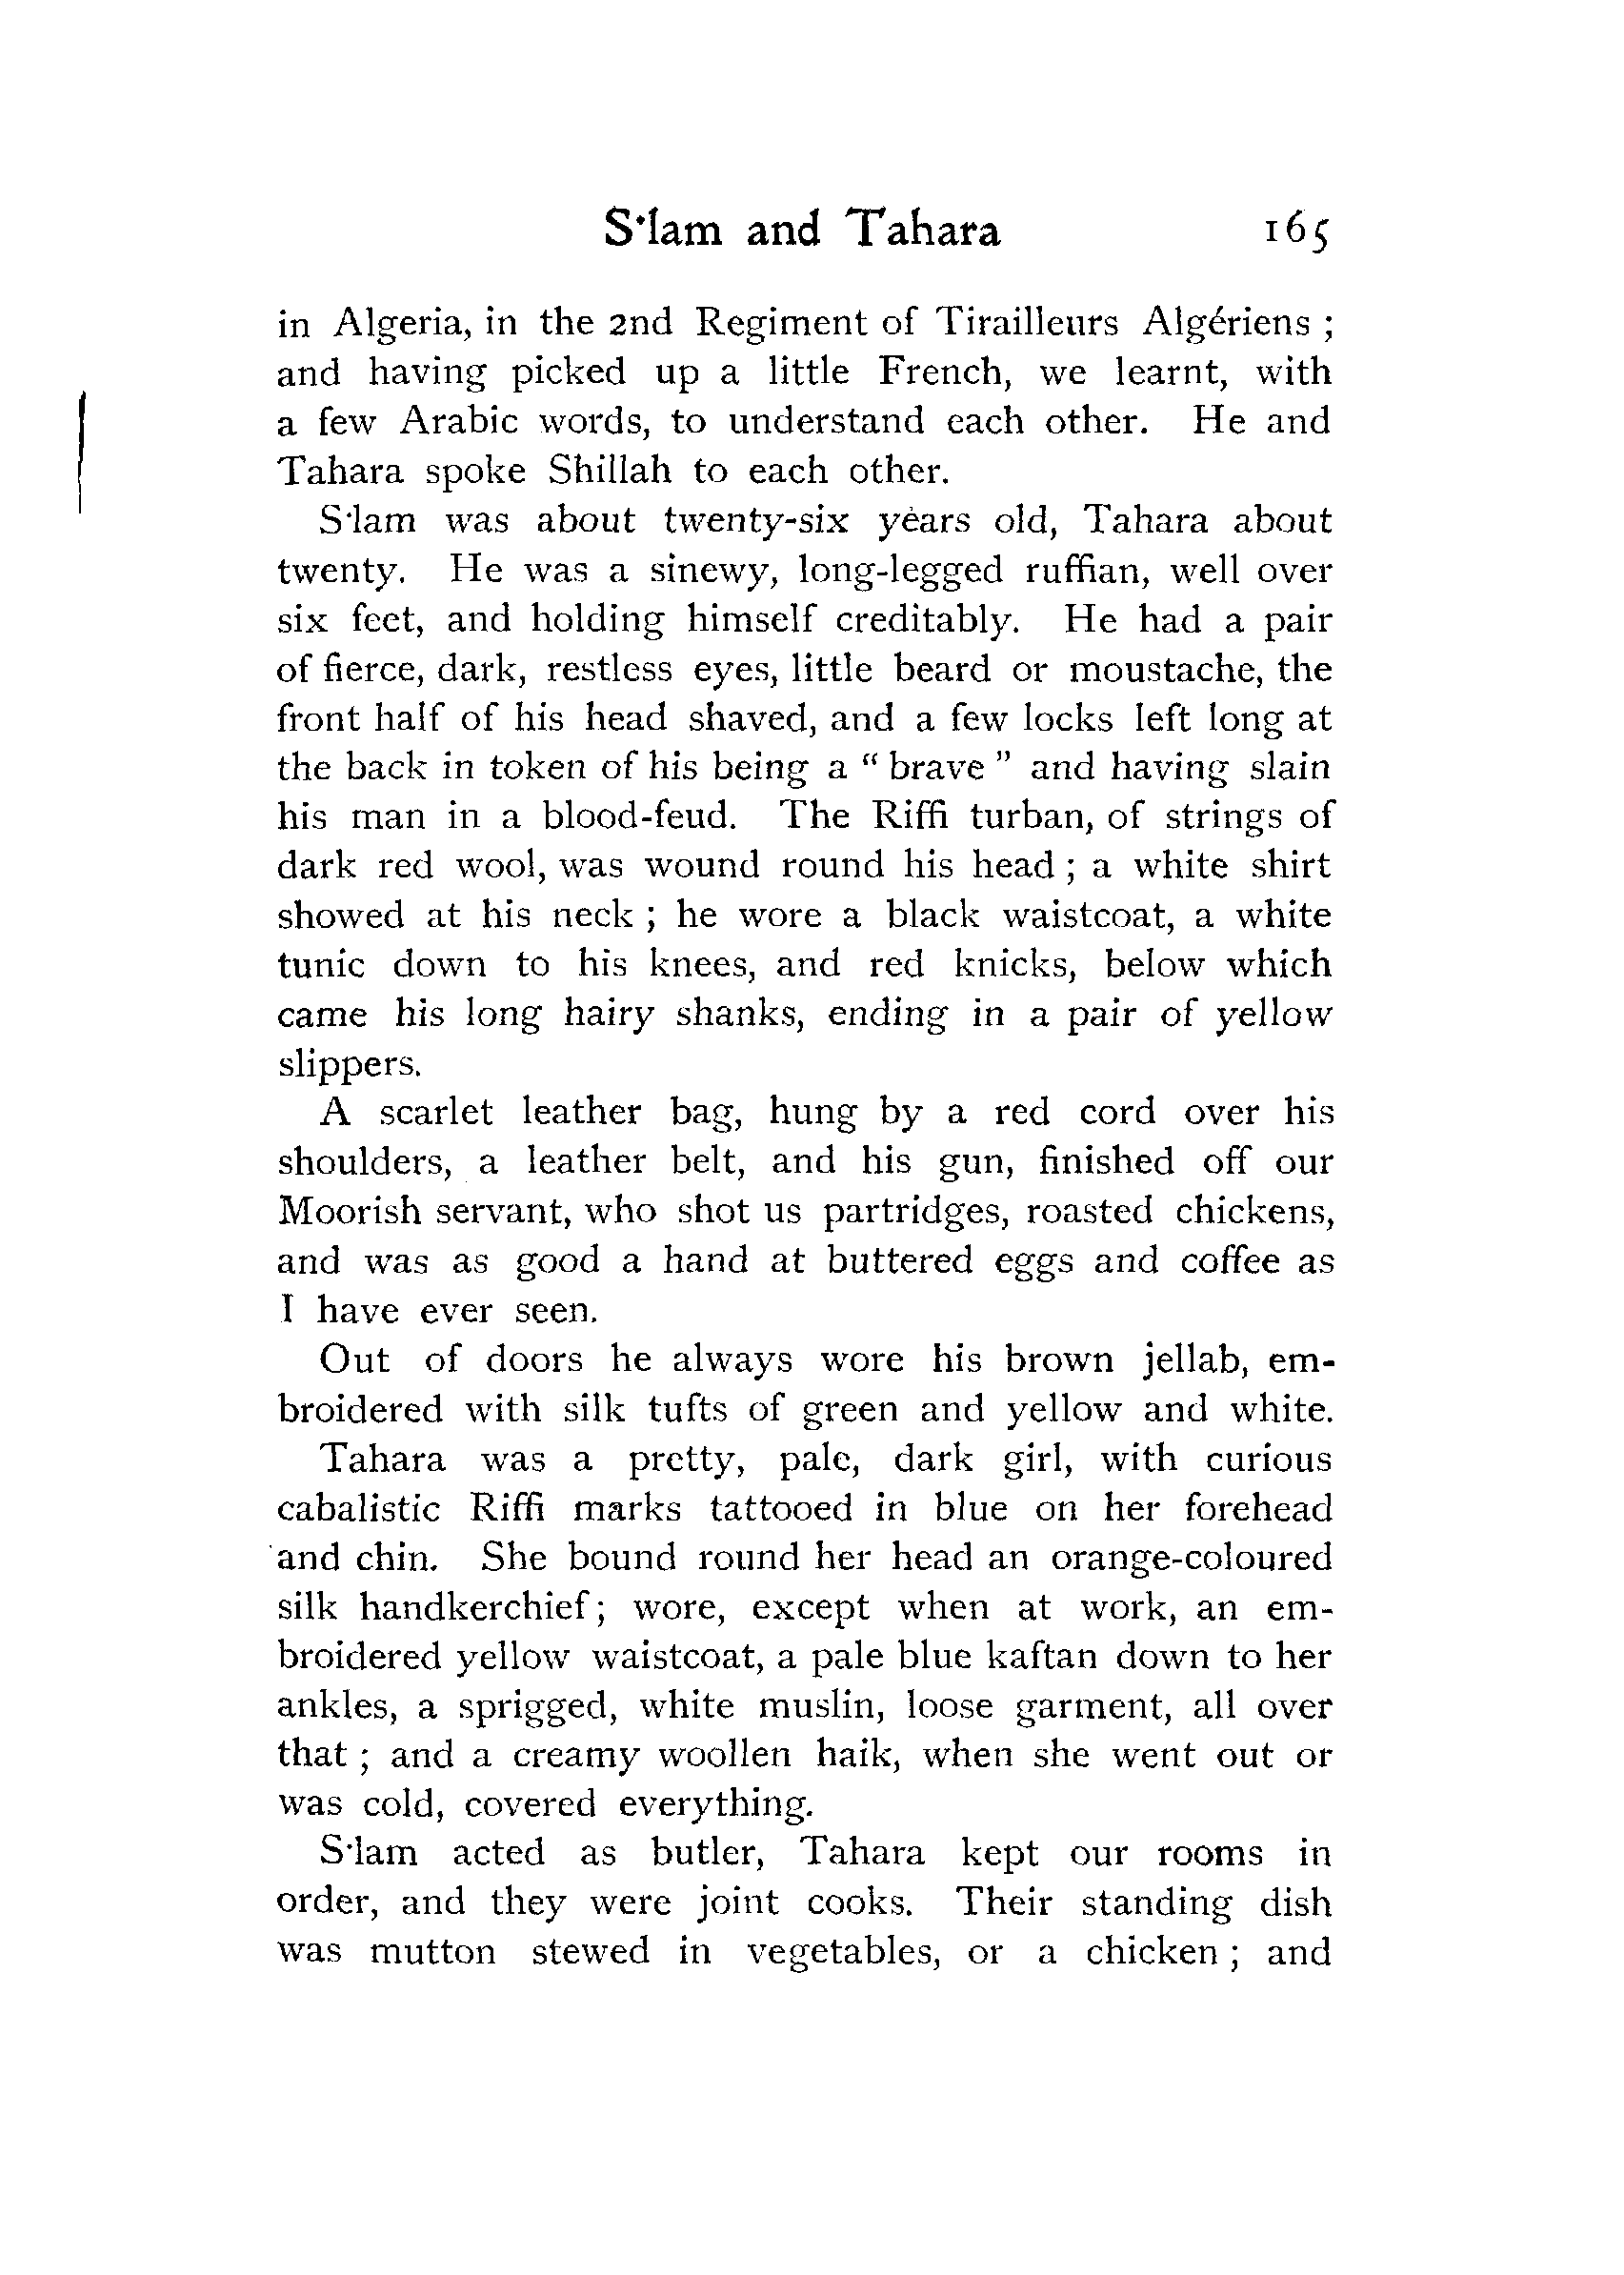 S·lam and Tahara 165
in Algeria, in the 2nd Regiment of Tirailleurs Algériens ;
and having picked up a little French, we learnt, with
a few Arabic words, to understand each other. He and
Tahara spoke Shillah to each other.
S·lam was about twenty-six years old, Tahara about
twenty. He was a sinewy, long-legged ruffian, well over
six feet, and holding himself creditably. He had a pair
of fierce, dark, restless eyes, little beard or moustache, the
front half of his head shaved, and a few locks left long at
the back in token of his being a “ brave ” and having slain
his man in a blood-feud. The Riffi turban, of strings of
dark red wool, was wound round his head ; a white shirt
showed at his neck ; he wore a black waistcoat, a white
tunic down to his knees, and red knicks, below which
came his long hairy shanks, ending in a pair of yellow
slippers.
A scarlet leather bag, hung by a red cord over his
shoulders, a leather belt, and his gun, finished off our
Moorish servant, who shot us partridges, roasted chickens,
and was as good a hand at buttered eggs and coffee as
I have ever seen.
Out of doors he always wore his brown jellab, em-
broidered with silk tufts of green and yellow and white.
Tahara was a pretty, pale, dark girl, with curious
cabalistic Riffi marks tattooed in blue on her forehead
and chin. She bound round her head an orange-coloured
silk handkerchief; wore, except when at work, an em-
broidered yellow waistcoat, a pale blue kaftan down to her
ankles, a sprigged, white muslin, loose garment, all over
that ; and a creamy woollen haik, when she went out or
was cold, covered everything.
S·lam acted as butler, Tahara kept our rooms in
order, and they were joint cooks. Their standing dish
was mutton stewed in vegetables, or a chicken ; and